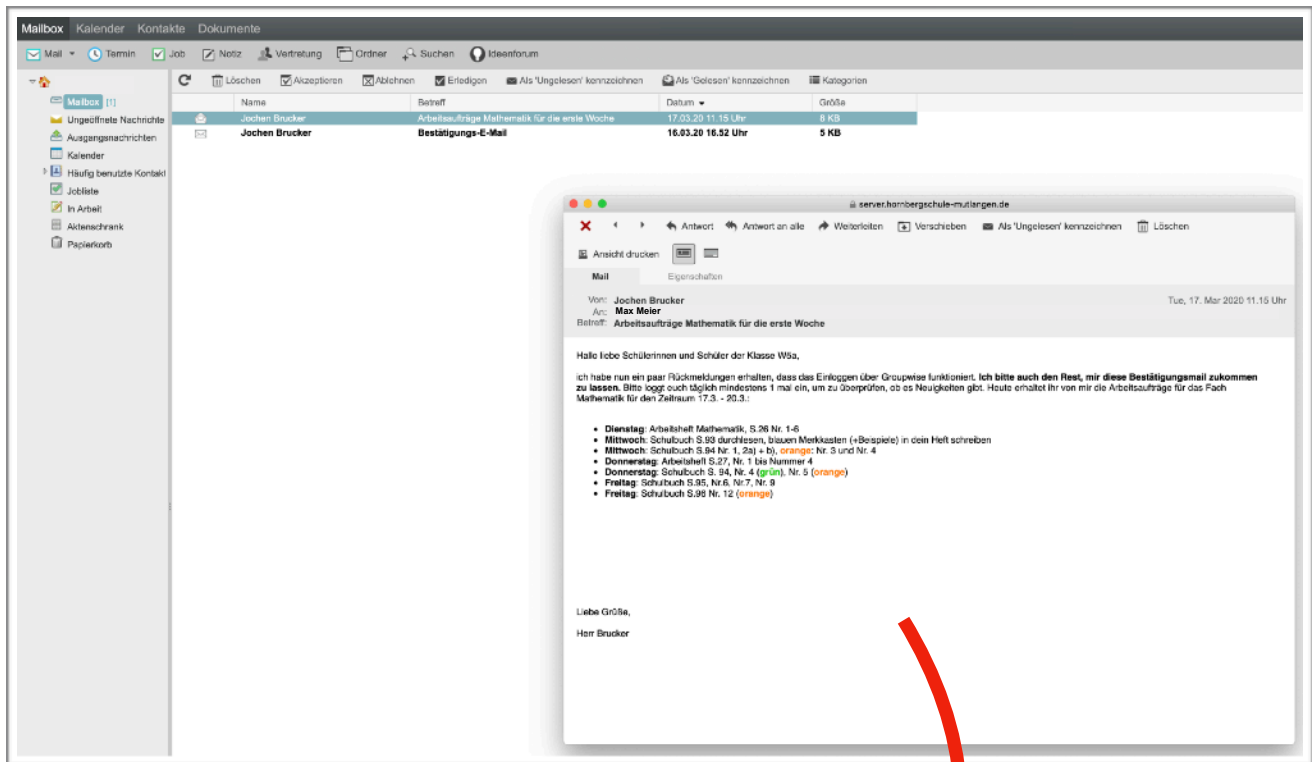 Mailbox Kalender Kontakte Dokumente
Mail Termin Job Notiz Vertretung Ordner Suchen Ideenforum
Löschen Akzeptieren Ablehnen Erledigen Als 'Ungelesen' kennzeichnen Als 'Gelesen' kennzeichnen Kategorien
Mailbox [1]
Ungeöffnete Nachrichte
Ausgangsnachrichten
Kalender
Häufig benutzte Kontakt
Jobliste
In Arbeit
Aktenschrank
Papierkorb
Name Betreff Datum Größe
Jochen Brucker Arbeitsaufträge Mathematik für die erste Woche 17.03.20 11.15 Uhr 6 KB
Jochen Brucker Bestätigungs-E-Mail 16.03.20 16.52 Uhr 5 KB
server.hornbergschule-mutlangen.de
Antwort Antwort an alle Weiterleiten Verschieben Als 'Ungelesen' kennzeichnen Löschen
Ansicht drucken
Mail Eigenschaften
Von: Jochen Brucker Tue, 17. Mar 2020 11.15 Uhr
An: Max Meier
Betreff: Arbeitsaufträge Mathematik für die erste Woche
Hallo liebe Schülerinnen und Schüler der Klasse W5a,
ich habe nun ein paar Rückmeldungen erhalten, dass das Einloggen über Groupwise funktioniert. Ich bitte auch den Rest, mir diese Bestätigungsmail zukommen
zu lassen. Bitte loggt euch täglich mindestens 1 mal ein, um zu überprüfen, ob es Neuigkeiten gibt. Heute erhaltet ihr von mir die Arbeitsaufträge für das Fach
Mathematik für den Zeitraum 17.3. - 20.3.:
• Dienstag: Arbeitsheft Mathematik, S.26 Nr. 1-6
• Mittwoch: Schulbuch S.93 durchlesen, blauen Merkkasten (+Beispiele) in dein Heft schreiben
• Mittwoch: Schulbuch S.94 Nr. 1, 2a) + b), orange: Nr. 3 und Nr. 4
• Donnerstag: Arbeitsheft S.27, Nr. 1 bis Nummer 4
• Donnerstag: Schulbuch S. 94, Nr. 4 (grün), Nr. 5 (orange)
• Freitag: Schulbuch S.95, Nr.6, Nr.7, Nr. 9
• Freitag: Schulbuch S.96 Nr. 12 (orange)
Liebe Grüße,
Herr Brucker